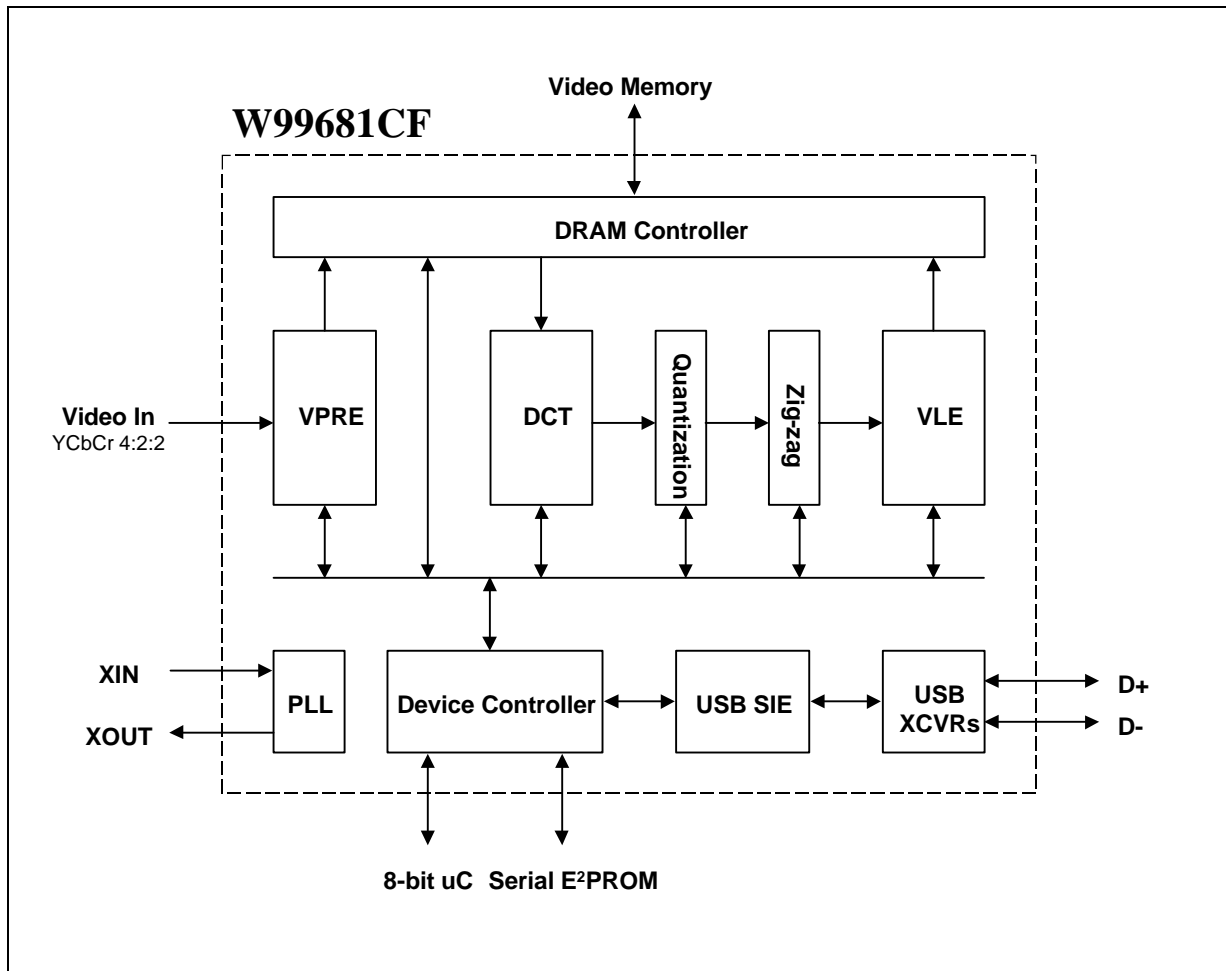 Video Memory
W99681CF
DRAM Controller
VPRE
DCT
Quantization
Zig-zag
VLE
Video In
YCbCr 4:2:2
XIN
XOUT
PLL
Device Controller
USB SIE
USB
XCVRs
D+
D-
8-bit uC
Serial E²PROM